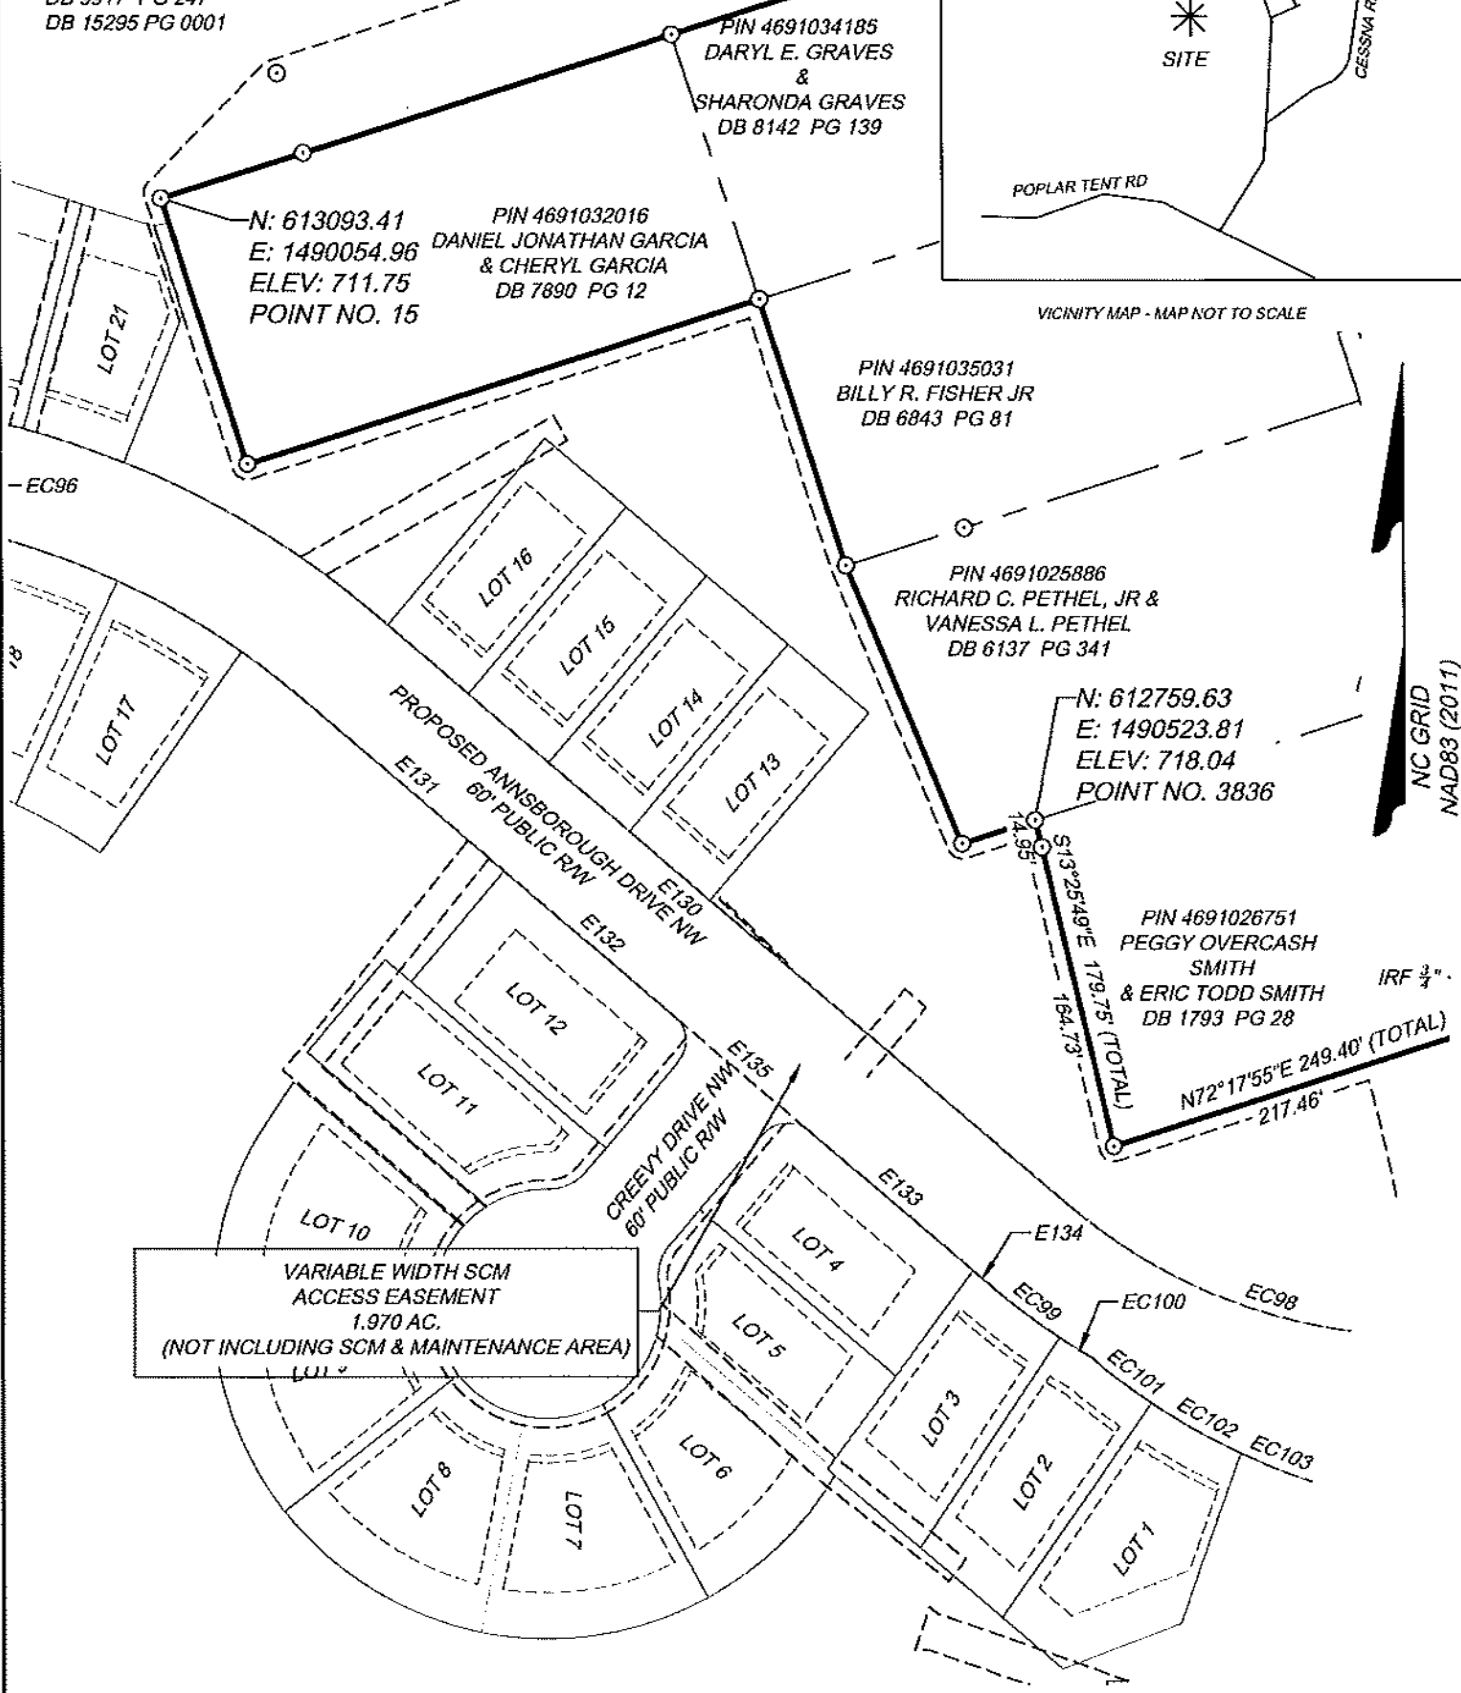 DB 15295 PG 0001
PIN 4691034185
DARYL E. GRAVES
&
SHARONDA GRAVES
DB 8142 PG 139
SITE
CESSNA R
POPLAR TENT RD
VICINITY MAP - MAP NOT TO SCALE
N: 613093.41
E: 1490054.96
ELEV: 711.75
POINT NO. 15
PIN 4691032016
DANIEL JONATHAN GARCIA
& CHERYL GARCIA
DB 7890 PG 12
LOT 21
PIN 4691035031
BILLY R. FISHER JR
DB 6843 PG 81
EC96
LOT 16
LOT 15
LOT 14
LOT 13
PIN 4691025886
RICHARD C. PETHEL, JR &
VANESSA L. PETHEL
DB 6137 PG 341
18
LOT 17
N: 612759.63
E: 1490523.81
ELEV: 718.04
POINT NO. 3836
NC GRID
NAD83 (2011)
PROPOSED ANNSBOROUGH DRIVE NW
60' PUBLIC R/W
E131
E130
E132
14.95'
S13°25'49"E 179.75' (TOTAL)
164.73'
PIN 4691026751
PEGGY OVERCASH
SMITH
& ERIC TODD SMITH
DB 1793 PG 28
IRF 3/4"
N72°17'55"E 249.40' (TOTAL)
217.46'
LOT 12
LOT 11
E135
CREEVY DRIVE NW
60' PUBLIC R/W
E133
E134
LOT 10
LOT 4
LOT 5
VARIABLE WIDTH SCM
ACCESS EASEMENT
1.970 AC.
(NOT INCLUDING SCM & MAINTENANCE AREA)
EC99
EC100
EC98
EC101
EC102
EC103
LOT 3
LOT 2
LOT 1
LOT 6
LOT 7
LOT 8